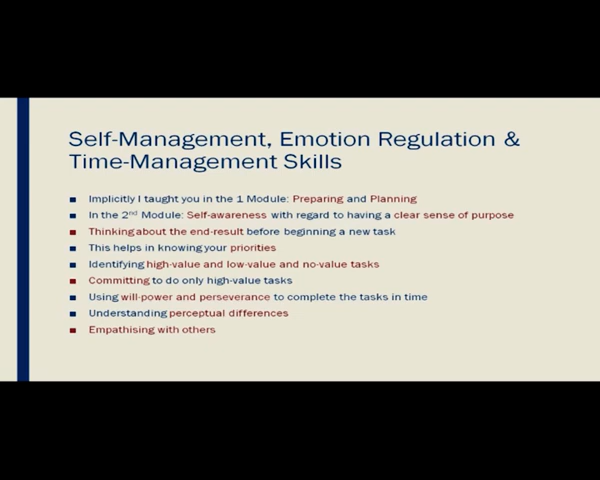 Self-Management, Emotion Regulation &
Time-Management Skills
Implicitly I taught you in the 1 Module: Preparing and Planning
In the 2nd Module: Self-awareness with regard to having a clear sense of purpose
Thinking about the end-result before beginning a new task
This helps in knowing your priorities
Identifying high-value and low-value and no-value tasks
Committing to do only high-value tasks
Using will-power and perseverance to complete the tasks in time
Understanding perceptual differences
Empathising with others